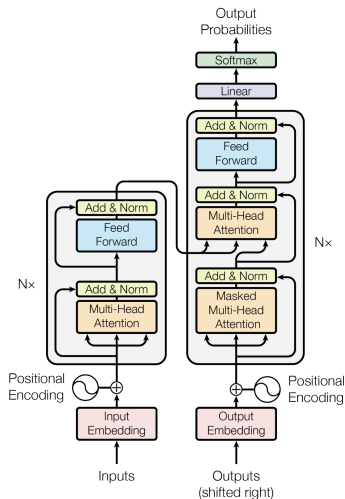 Output
Probabilities
Softmax
Linear
Add & Norm
Feed
Forward
Add & Norm
Multi-Head
Attention
Add & Norm
Masked
Multi-Head
Attention
N×
Add & Norm
Feed
Forward
Add & Norm
Multi-Head
Attention
N×
Positional
Encoding
Positional
Encoding
Input
Embedding
Output
Embedding
Inputs
Outputs
(shifted right)